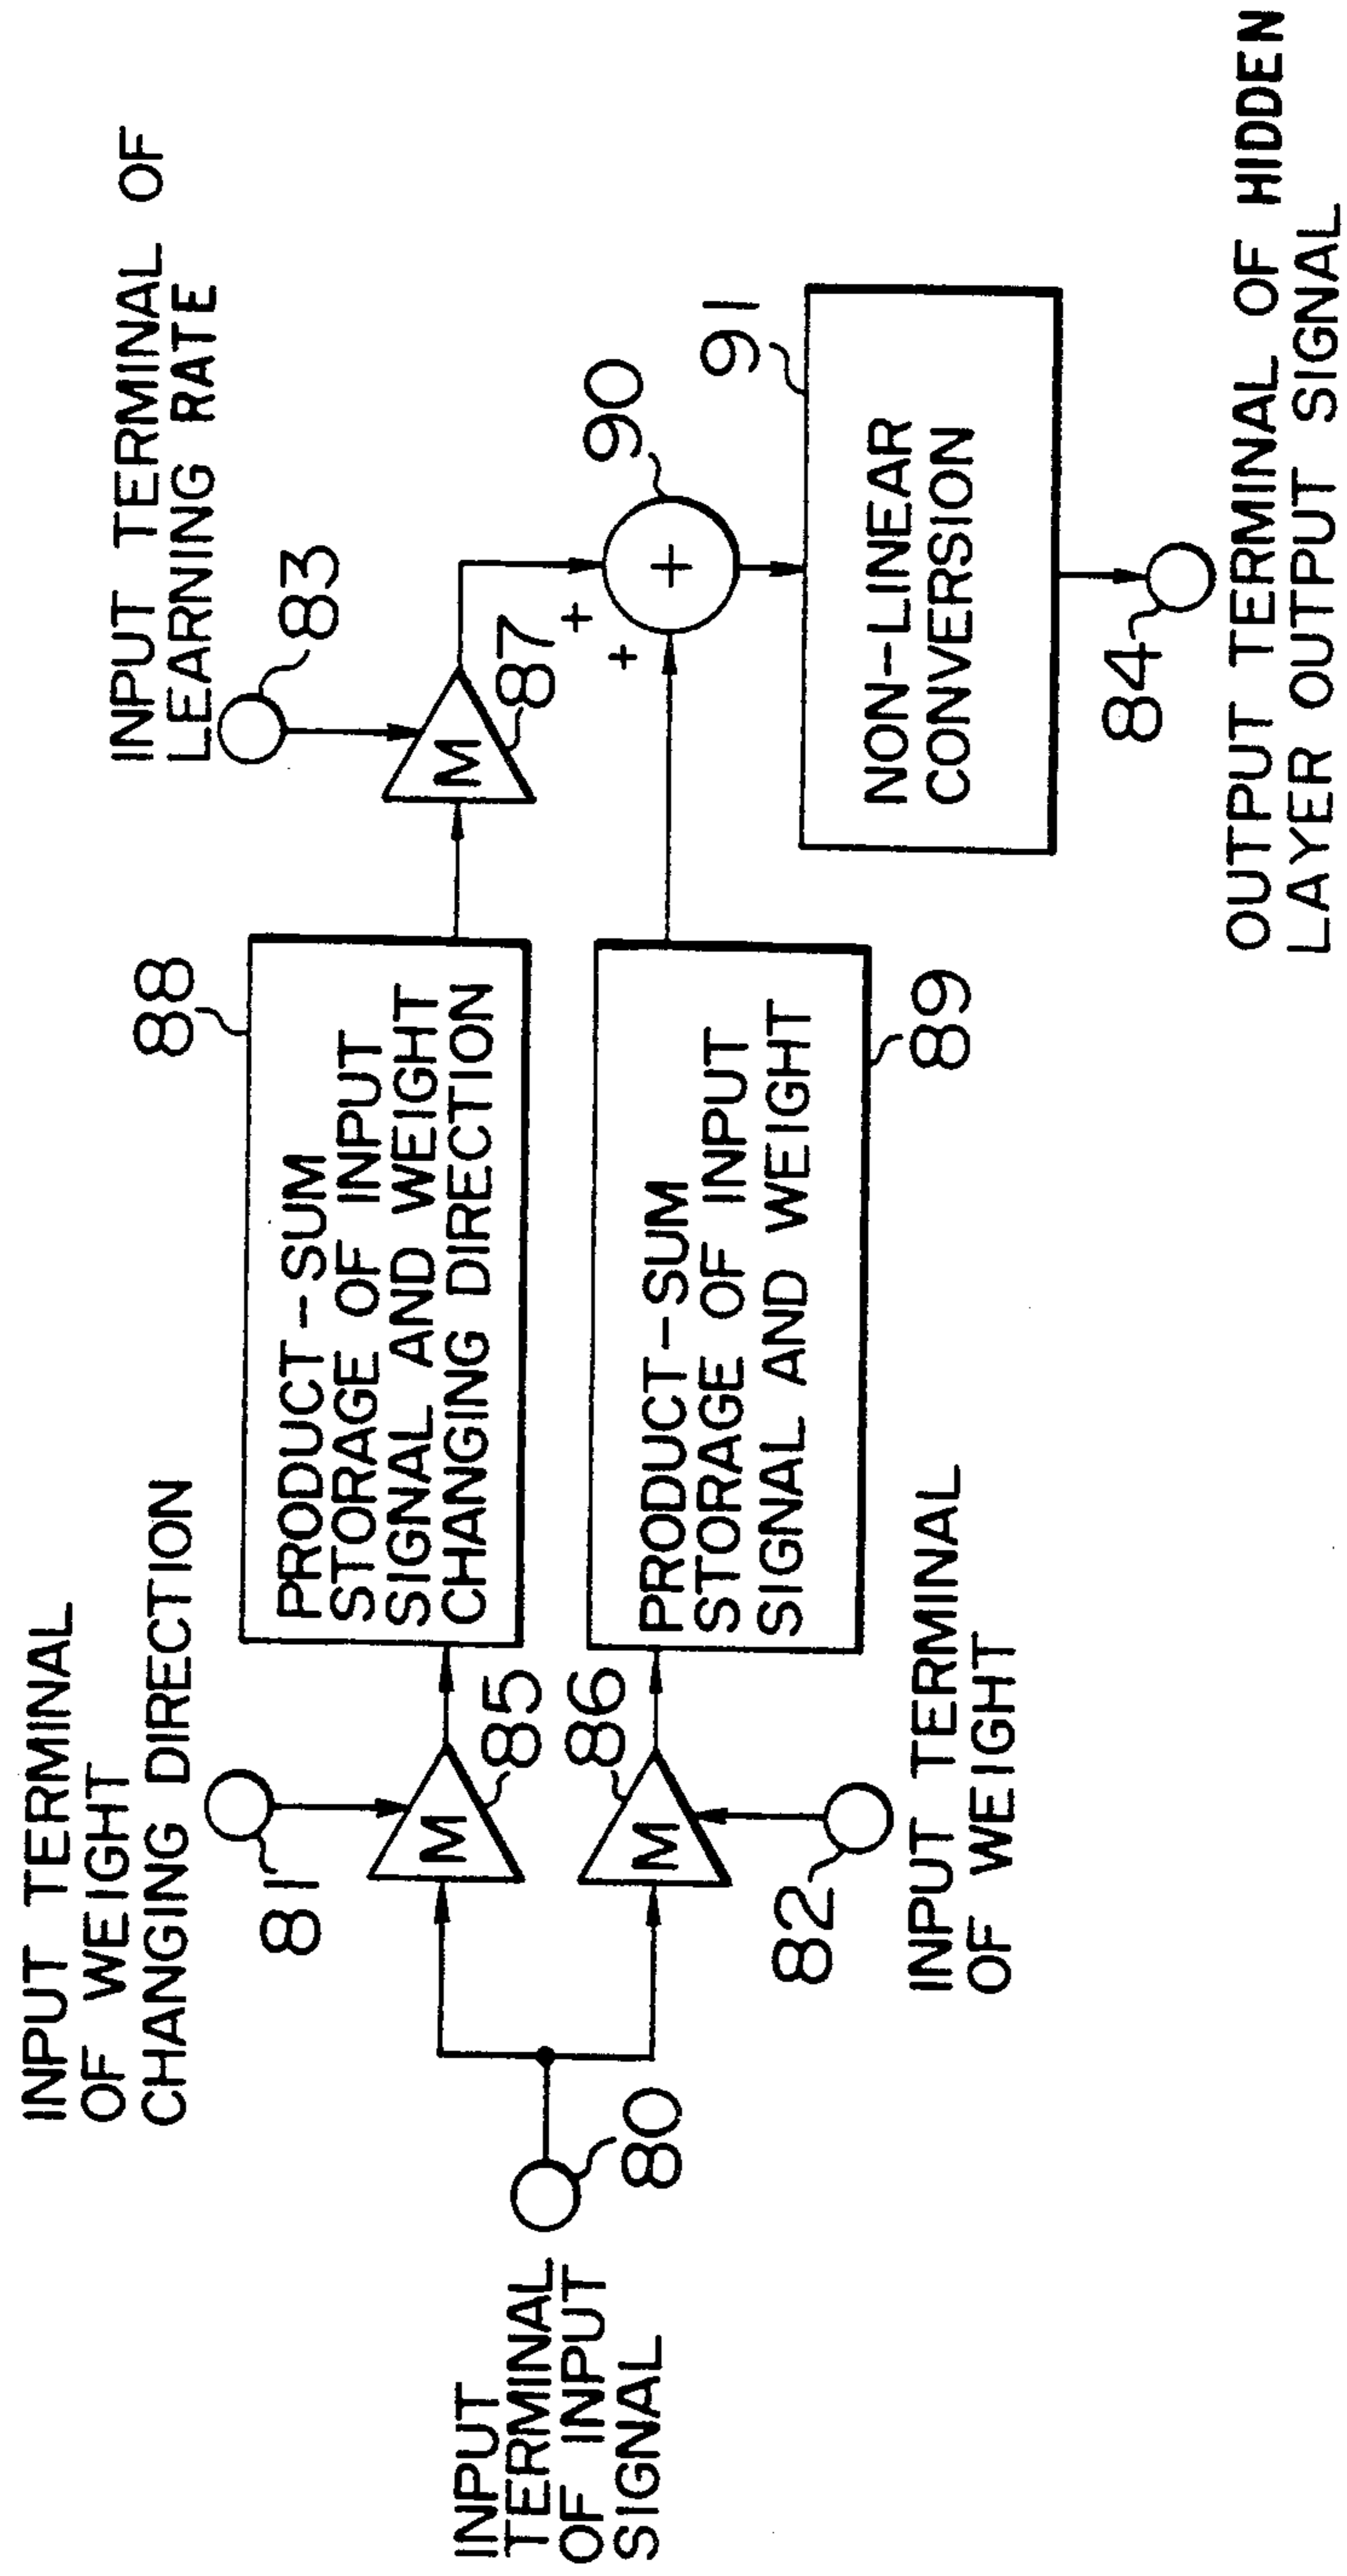 INPUT TERMINAL
OF WEIGHT
CHANGING DIRECTION
81
INPUT
TERMINAL
OF INPUT
SIGNAL
80
M
85
M
86
82
INPUT TERMINAL
OF WEIGHT
88
PRODUCT-SUM
STORAGE OF INPUT
SIGNAL AND WEIGHT
CHANGING DIRECTION
PRODUCT-SUM
STORAGE OF INPUT
SIGNAL AND WEIGHT
89
INPUT TERMINAL OF
LEARNING RATE
83
M
87
+
+
+
90
91
NON-LINEAR
CONVERSION
84
OUTPUT TERMINAL OF HIDDEN
LAYER OUTPUT SIGNAL